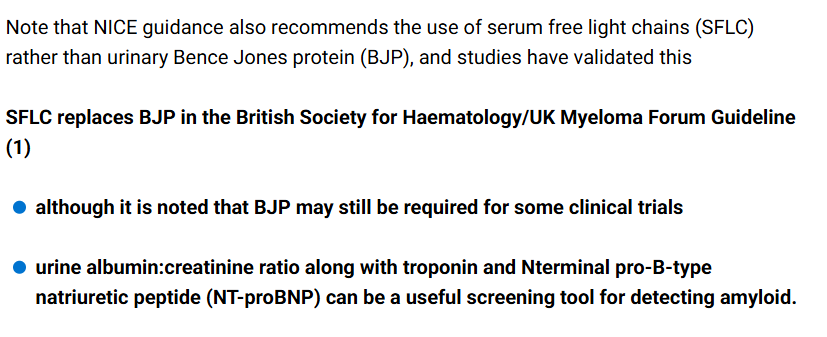 Note that NICE guidance also recommends the use of serum free light chains (SFLC)
rather than urinary Bence Jones protein (BJP), and studies have validated this
SFLC replaces BJP in the British Society for Haematology/UK Myeloma Forum Guideline
(1)
although it is noted that BJP may still be required for some clinical trials
urine albumin:creatinine ratio along with troponin and Nterminal pro-B-type
natriuretic peptide (NT-proBNP) can be a useful screening tool for detecting amyloid.